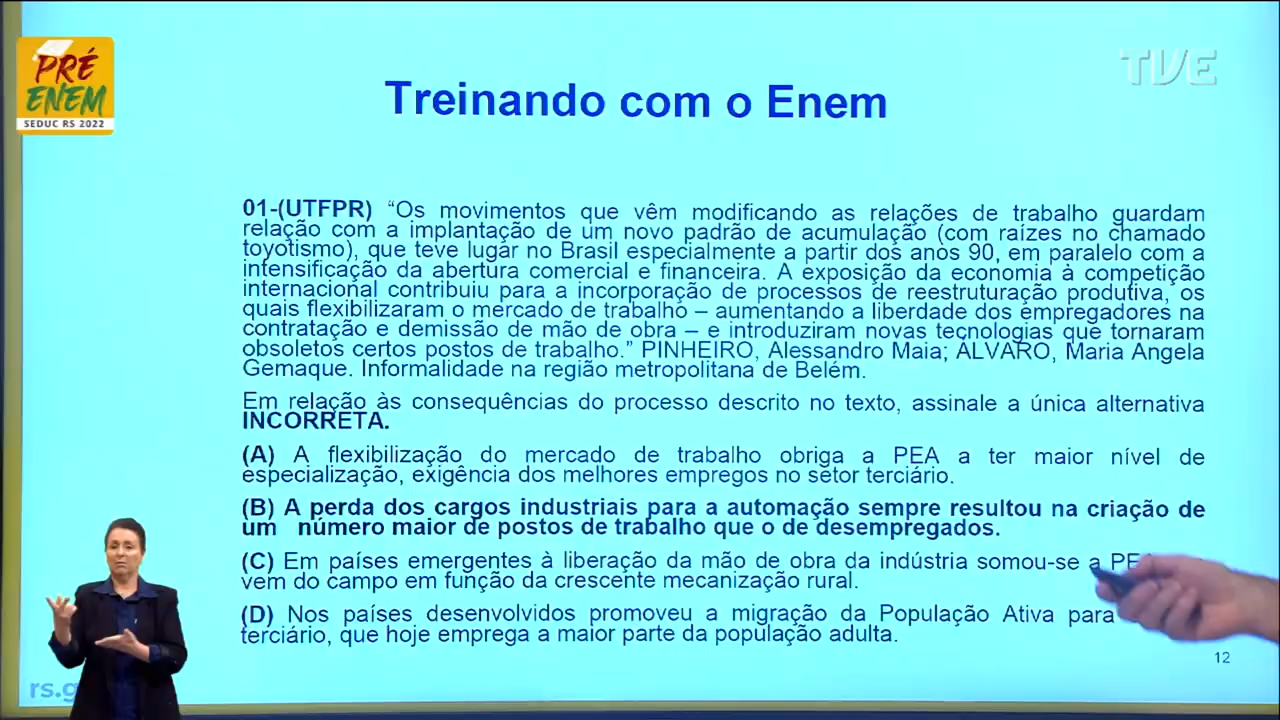 PRÉ
ENEM
SEDUC RS 2022
TVE
Treinando com o Enem
01-(UTFPR) “Os movimentos que vêm modificando as relações de trabalho guardam
relação com a implantação de um novo padrão de acumulação (com raízes no chamado
toyotismo), que teve lugar no Brasil especialmente a partir dos anos 90, em paralelo com a
intensificação da abertura comercial e financeira. A exposição da economia à competição
internacional contribuiu para a incorporação de processos de reestruturação produtiva, os
quais flexibilizaram o mercado de trabalho – aumentando a liberdade dos empregadores na
contratação e demissão de mão de obra – e introduziram novas tecnologias que tornaram
obsoletos certos postos de trabalho.” PINHEIRO, Alessandro Maia; ÁLVARO, Maria Angela
Gemaque. Informalidade na região metropolitana de Belém.
Em relação às consequências do processo descrito no texto, assinale a única alternativa
INCORRETA.
(A) A flexibilização do mercado de trabalho obriga a PEA a ter maior nível de
especialização, exigência dos melhores empregos no setor terciário.
(B) A perda dos cargos industriais para a automação sempre resultou na criação de
um número maior de postos de trabalho que o de desempregados.
(C) Em países emergentes à liberação da mão de obra da indústria somou-se a
vem do campo em função da crescente mecanização rural.
(D) Nos países desenvolvidos promoveu a migração da População Ativa para
terciário, que hoje emprega a maior parte da população adulta.
12
rs.g